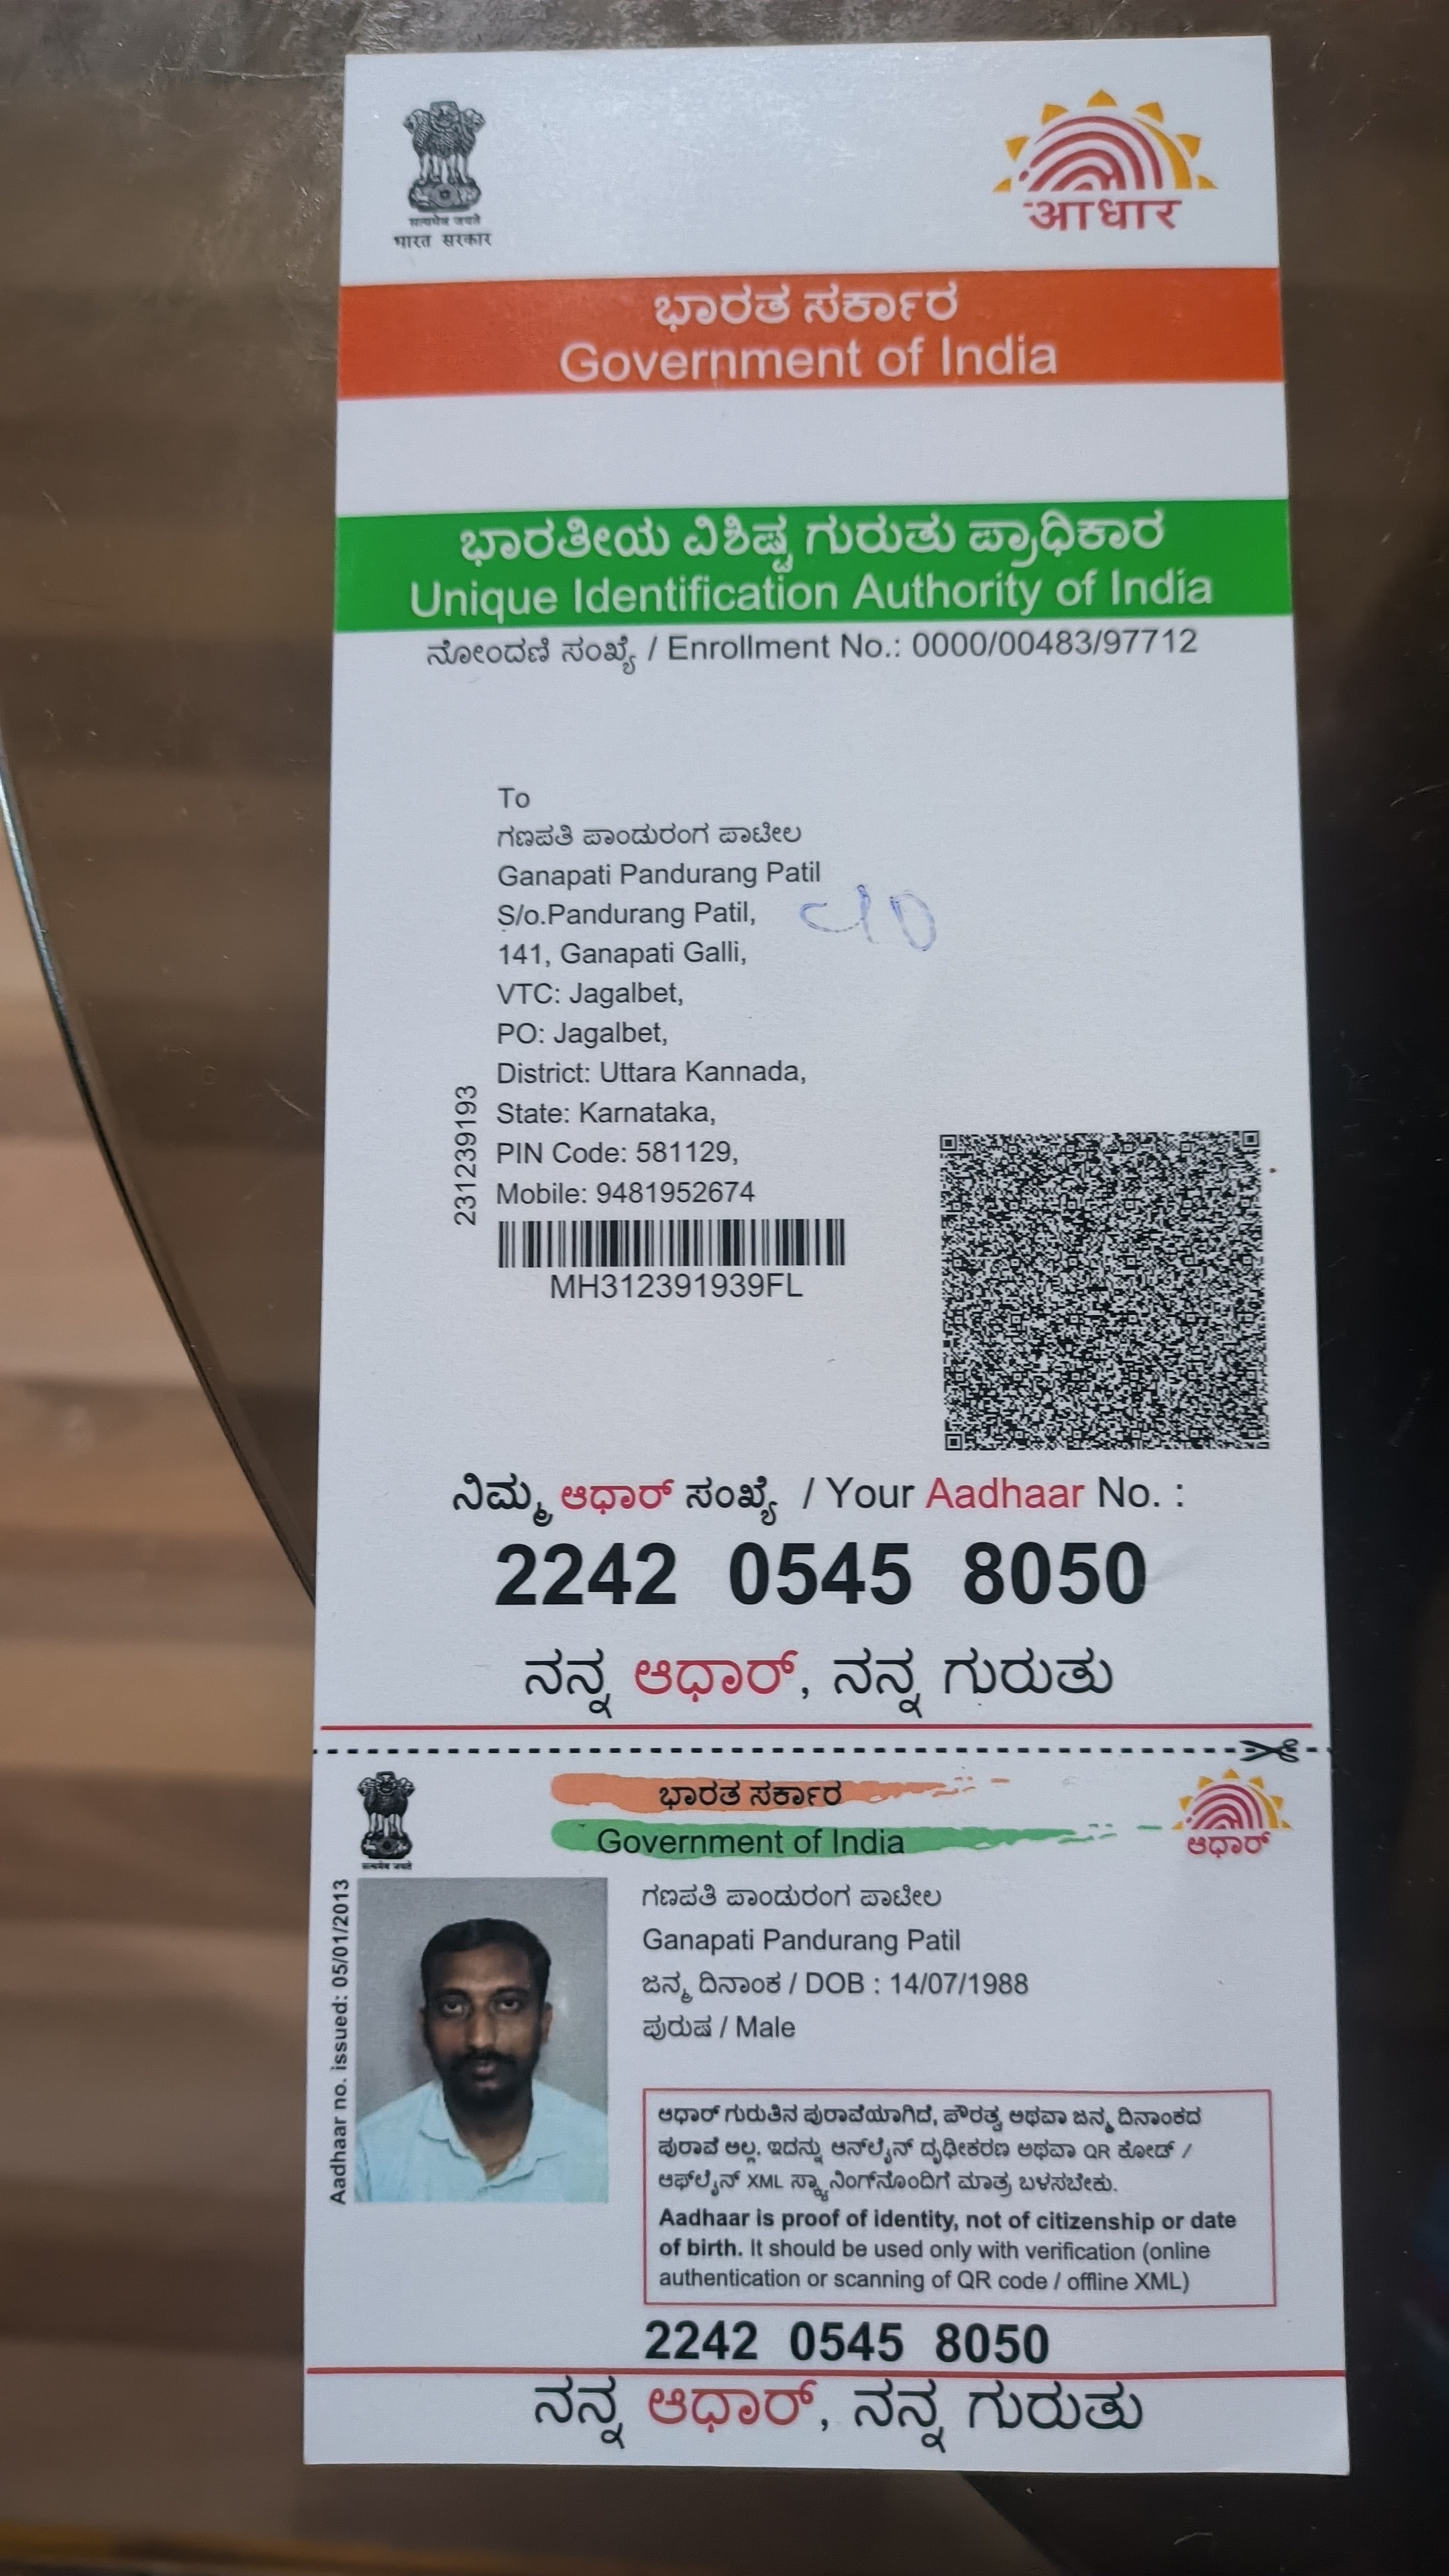 सत्यमेव जयते
भारत सरकार
आधार
ಭಾರತ ಸರ್ಕಾರ
Government of India
ಭಾರತೀಯ ವಿಶಿಷ್ಟ ಗುರುತು ಪ್ರಾಧಿಕಾರ
Unique Identification Authority of India
ನೋಂದಣಿ ಸಂಖ್ಯೆ / Enrollment No.: 0000/00483/97712
To
ಗಣಪತಿ ಪಾಂಡುರಂಗ ಪಾಟೀಲ
Ganapati Pandurang Patil
S/o.Pandurang Patil,
141, Ganapati Galli,
VTC: Jagalbet,
PO: Jagalbet,
District: Uttara Kannada,
State: Karnataka,
PIN Code: 581129,
Mobile: 9481952674
231239193
MH312391939FL
ನಿಮ್ಮ ಆಧಾರ್ ಸಂಖ್ಯೆ / Your Aadhaar No. :
2242 0545 8050
ನನ್ನ ಆಧಾರ್, ನನ್ನ ಗುರುತು
ಭಾರತ ಸರ್ಕಾರ
Government of India
सत्यमेव जयते
ಆಧಾರ್
Aadhaar no. issued: 05/01/2013
ಗಣಪತಿ ಪಾಂಡುರಂಗ ಪಾಟೀಲ
Ganapati Pandurang Patil
ಜನ್ಮ ದಿನಾಂಕ / DOB : 14/07/1988
ಪುರುಷ / Male
ಆಧಾರ್ ಗುರುತಿನ ಪುರಾವೆಯಾಗಿದೆ, ಪೌರತ್ವ ಅಥವಾ ಜನ್ಮ ದಿನಾಂಕದ
ಪುರಾವೆ ಅಲ್ಲ. ಇದನ್ನು ಆನ್‌ಲೈನ್ ದೃಢೀಕರಣ ಅಥವಾ QR ಕೋಡ್ /
ಆಫ್‌ಲೈನ್ XML ಸ್ಕ್ಯಾನಿಂಗ್‌ನೊಂದಿಗೆ ಮಾತ್ರ ಬಳಸಬೇಕು.
Aadhaar is proof of identity, not of citizenship or date
of birth. It should be used only with verification (online
authentication or scanning of QR code / offline XML)
2242 0545 8050
ನನ್ನ ಆಧಾರ್, ನನ್ನ ಗುರುತು